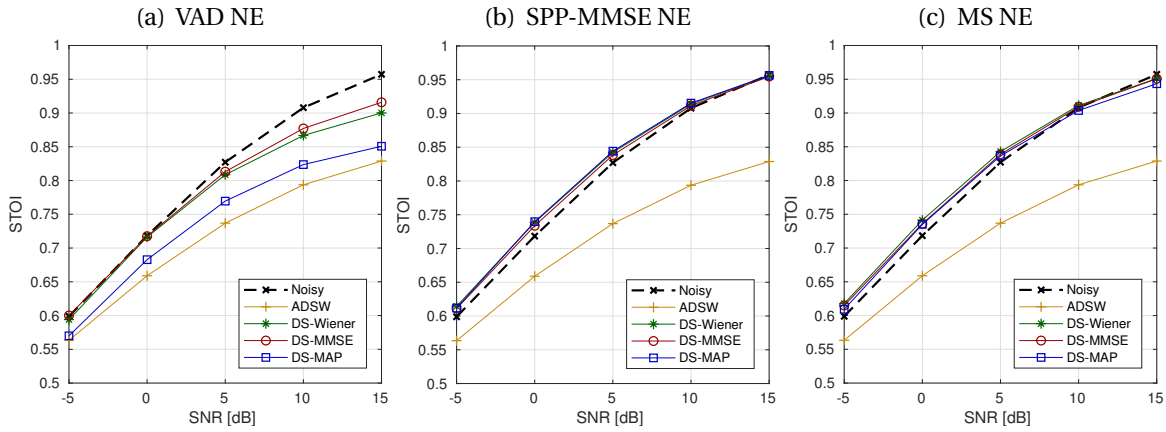 (a) VAD NE
1
0.95
0.9
0.85
0.8
0.75
0.7
0.65
0.6
0.55
0.5
STOI
-5 0 5 10 15
SNR [dB]
Noisy
ADSW
DS-Wiener
DS-MMSE
DS-MAP
(b) SPP-MMSE NE
1
0.95
0.9
0.85
0.8
0.75
0.7
0.65
0.6
0.55
0.5
STOI
-5 0 5 10 15
SNR [dB]
Noisy
ADSW
DS-Wiener
DS-MMSE
DS-MAP
(c) MS NE
1
0.95
0.9
0.85
0.8
0.75
0.7
0.65
0.6
0.55
0.5
STOI
-5 0 5 10 15
SNR [dB]
Noisy
ADSW
DS-Wiener
DS-MMSE
DS-MAP